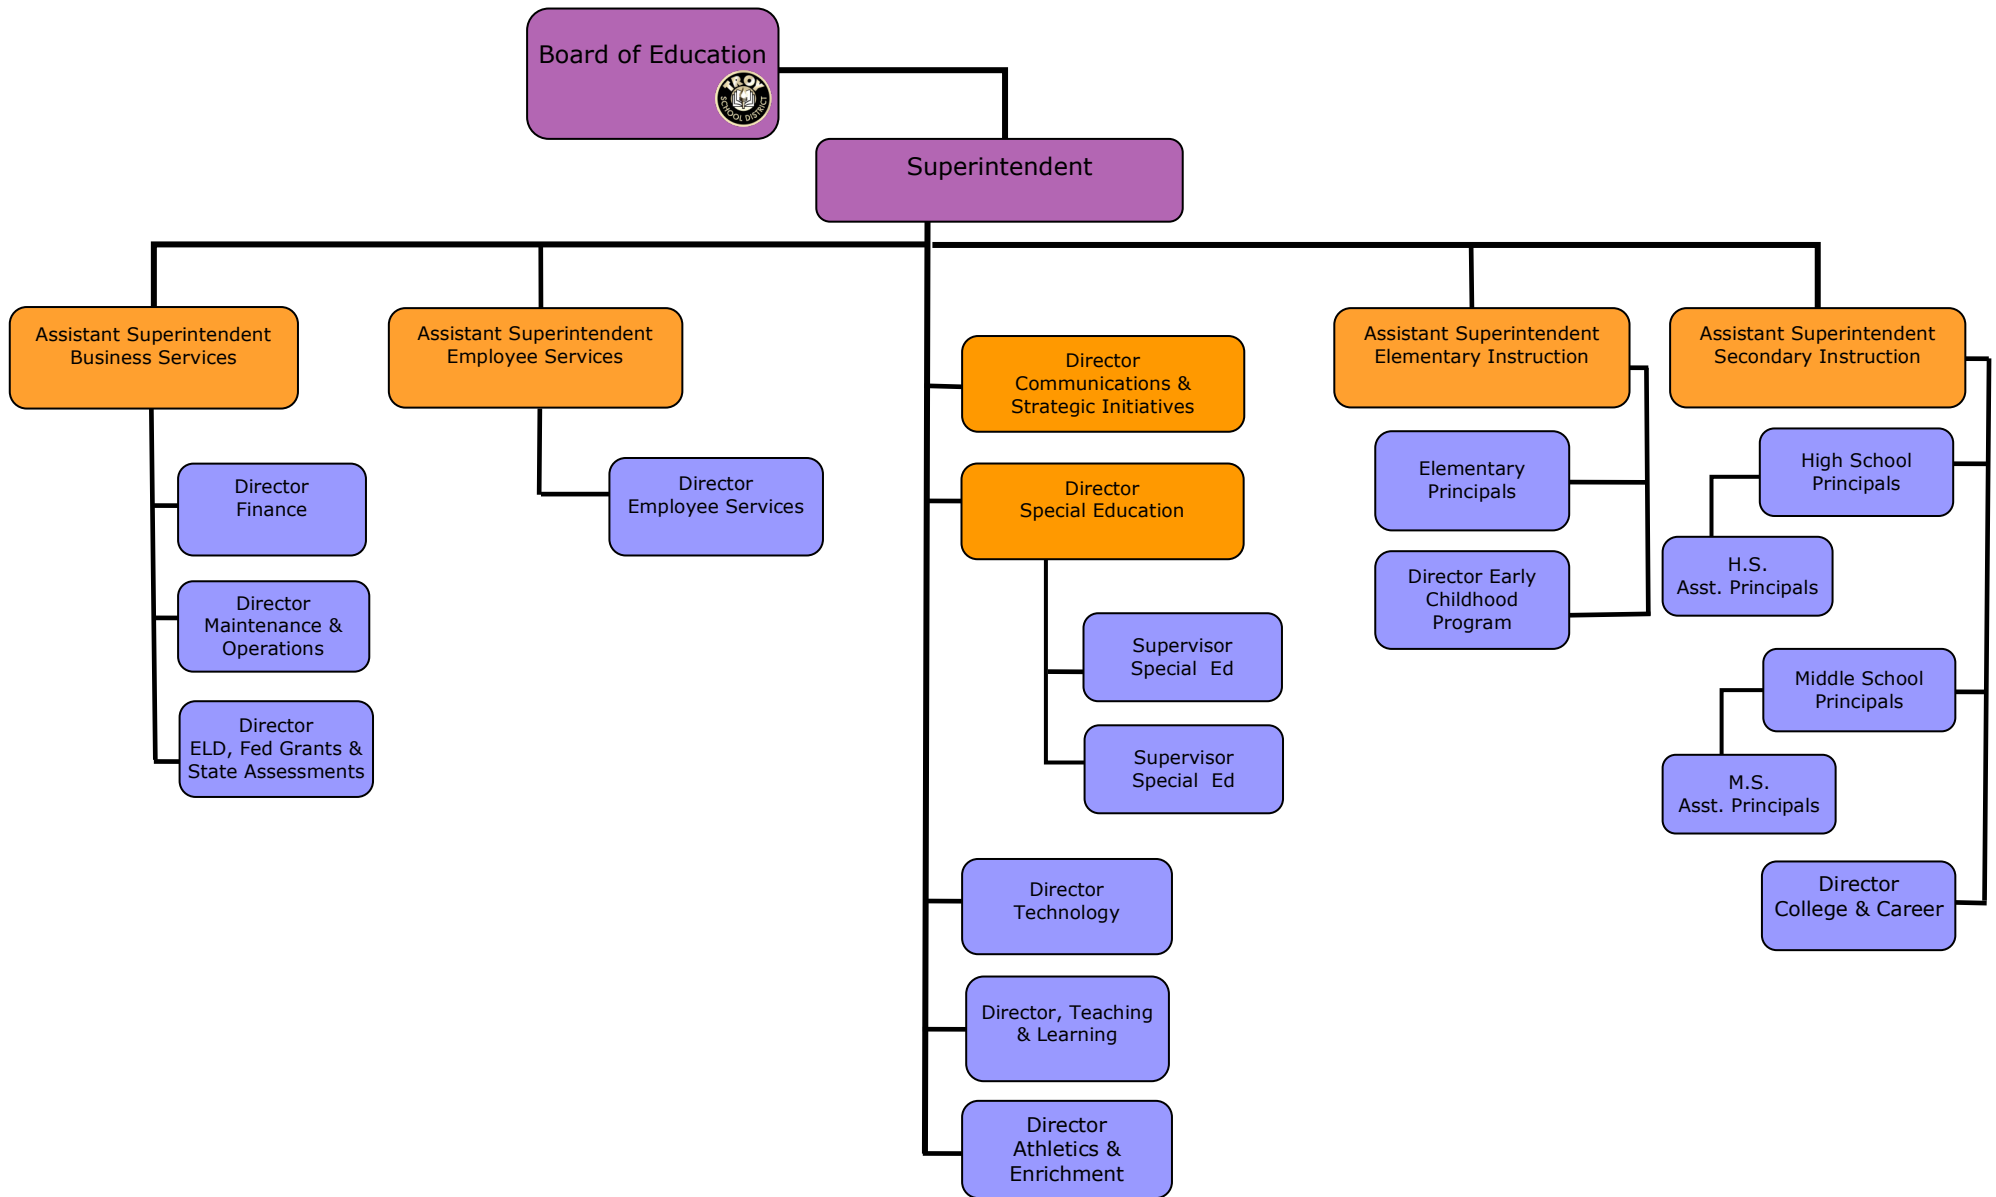 Board of Education
TROY
SCHOOL DISTRICT
Superintendent
Assistant Superintendent
Business Services
Assistant Superintendent
Employee Services
Director
Communications &
Strategic Initiatives
Assistant Superintendent
Elementary Instruction
Assistant Superintendent
Secondary Instruction
Director
Finance
Director
Maintenance &
Operations
Director
ELD, Fed Grants &
State Assessments
Director
Employee Services
Director
Special Education
Supervisor
Special  Ed
Supervisor
Special  Ed
Director
Technology
Director, Teaching
& Learning
Director
Athletics &
Enrichment
Elementary
Principals
Director Early
Childhood
Program
High School
Principals
H.S.
Asst. Principals
Middle School
Principals
M.S.
Asst. Principals
Director
College & Career